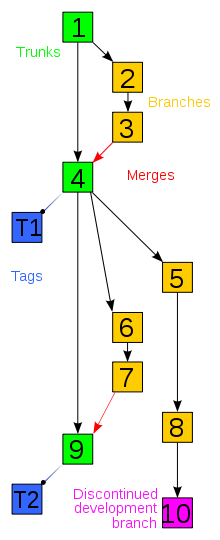 1
Trunks
2
Branches
3
Merges
4
T1
Tags
5
6
7
8
9
T2
Discontinued
development
branch
10